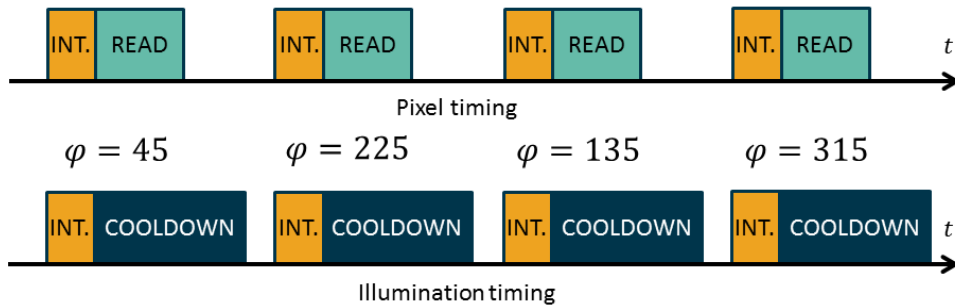 INT. READ INT. READ INT. READ INT. READ t
Pixel timing
φ = 45 φ = 225 φ = 135 φ = 315
INT. COOLDOWN INT. COOLDOWN INT. COOLDOWN INT. COOLDOWN t
Illumination timing